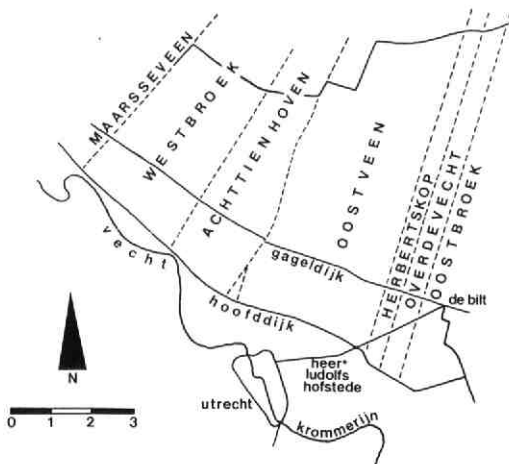 MAARSSEVEEN
WESTBROEK
ACHTTIENHOVEN
OOSTVEEN
HERBERTSKOP
OVERDEVECHT
OOSTBROEK
vecht
gageldijk
hoofddijk
de bilt
heer*
ludolfs
hofstede
utrecht
krommerijn
N
0 1 2 3